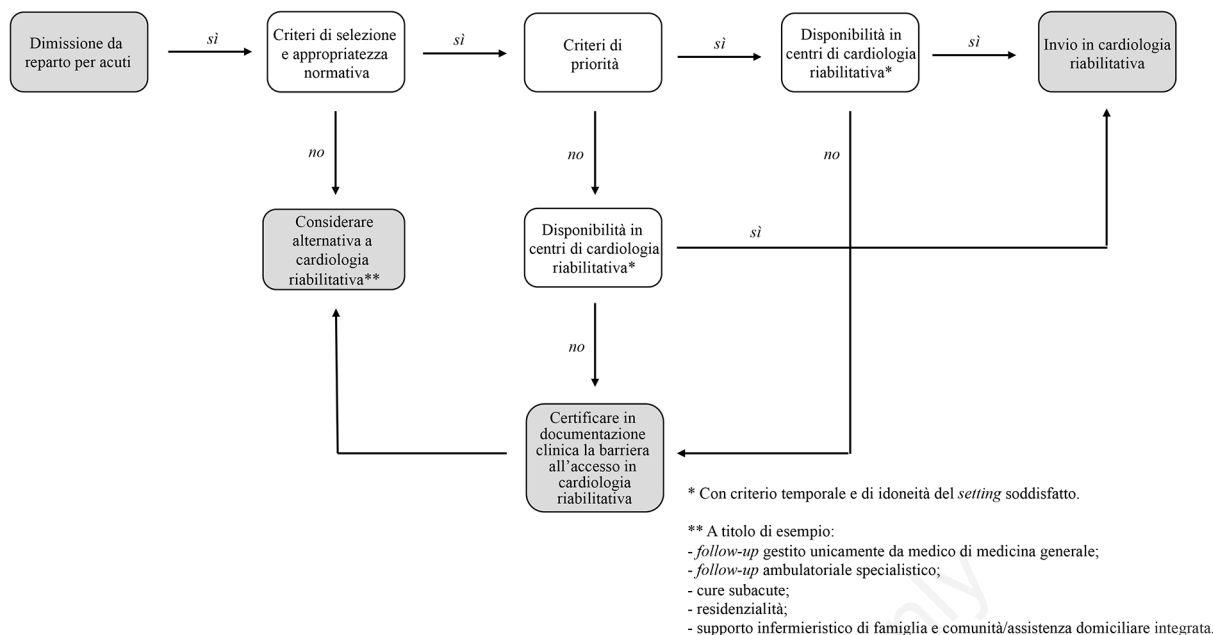 Dimissione da
reparto per acuti
sì
Criteri di selezione
e appropriatezza
normativa
sì
Criteri di
priorità
sì
Disponibilità in
centri di cardiologia
riabilitativa*
sì
Invio in cardiologia
riabilitativa
no
no
no
Considerare
alternativa a
cardiologia
riabilitativa**
Disponibilità in
centri di cardiologia
riabilitativa*
sì
no
Certificare in
documentazione
clinica la barriera
all'accesso in
cardiologia
riabilitativa
* Con criterio temporale e di idoneità del setting soddisfatto.
** A titolo di esempio:
- follow-up gestito unicamente da medico di medicina generale;
- follow-up ambulatoriale specialistico;
- cure subacute;
- residenzialità;
- supporto infermieristico di famiglia e comunità/assistenza domiciliare integrata.
nly